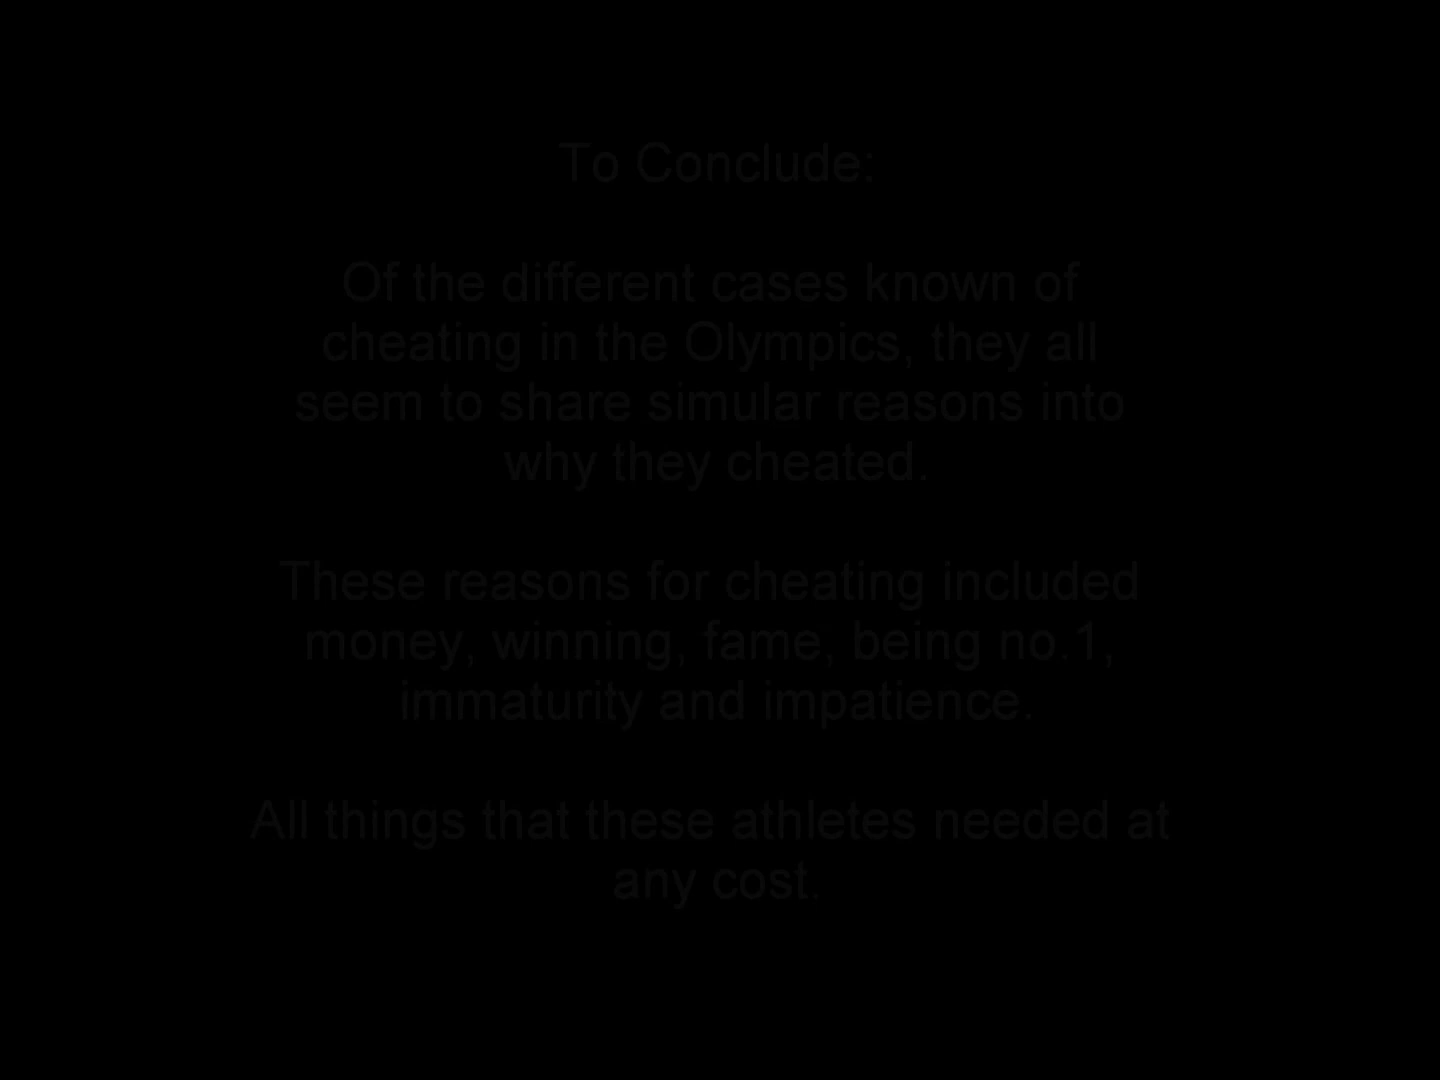 To Conclude:
Of the different cases known of
cheating in the Olympics, they all
seem to share simular reasons into
why they cheated.
These reasons for cheating included
money, winning, fame, being no.1,
immaturity and impatience.
All things that these athletes needed at
any cost.